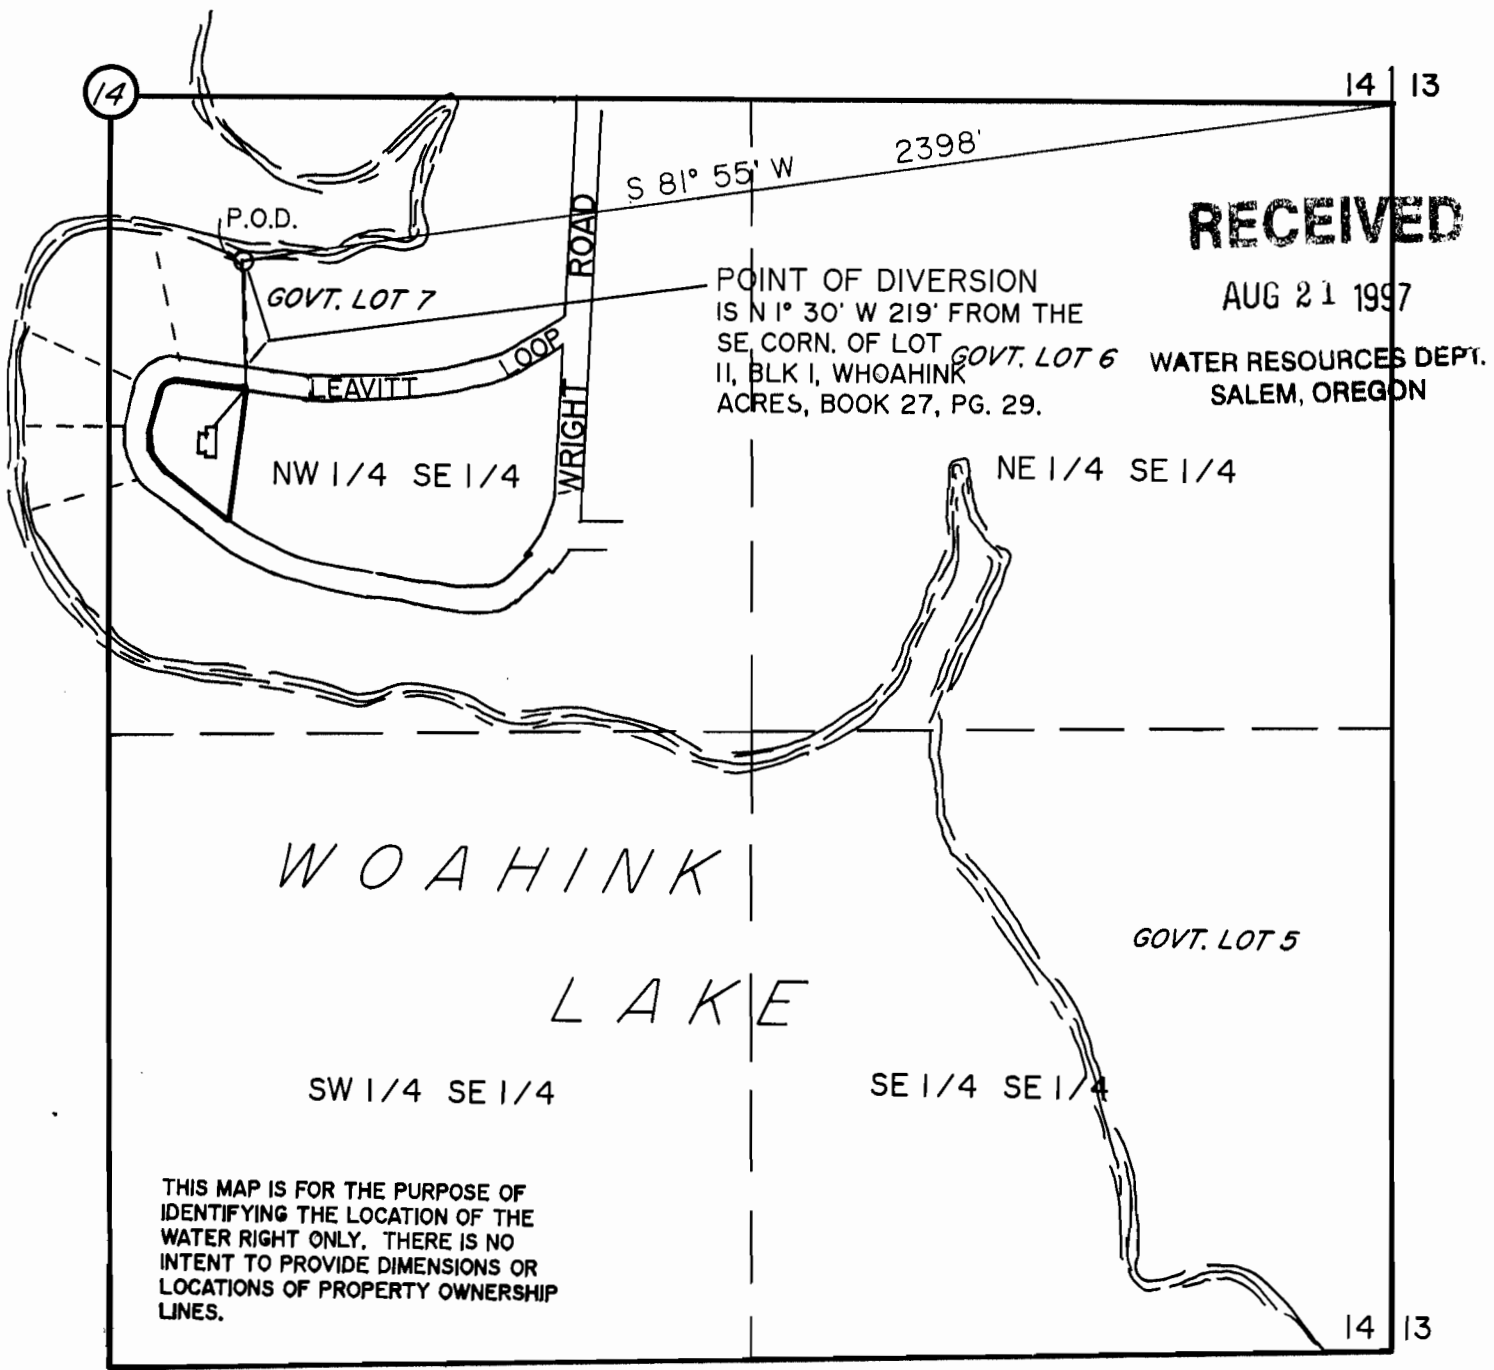 14
14 13
S 81° 55' W 2398'
RECEIVED
AUG 21 1997
WATER RESOURCES DEPT.
SALEM, OREGON
P.O.D.
GOVT. LOT 7
WRIGHT ROAD
LEAVITT LOOP
POINT OF DIVERSION
IS N 1° 30' W 219' FROM THE
SE CORN. OF LOT
11, BLK 1, WHOAHINK
ACRES, BOOK 27, PG. 29.
GOVT. LOT 6
NW 1/4 SE 1/4
NE 1/4 SE 1/4
WOAHINK
LAKE
GOVT. LOT 5
SW 1/4 SE 1/4
SE 1/4 SE 1/4
THIS MAP IS FOR THE PURPOSE OF
IDENTIFYING THE LOCATION OF THE
WATER RIGHT ONLY. THERE IS NO
INTENT TO PROVIDE DIMENSIONS OR
LOCATIONS OF PROPERTY OWNERSHIP
LINES.
14 13